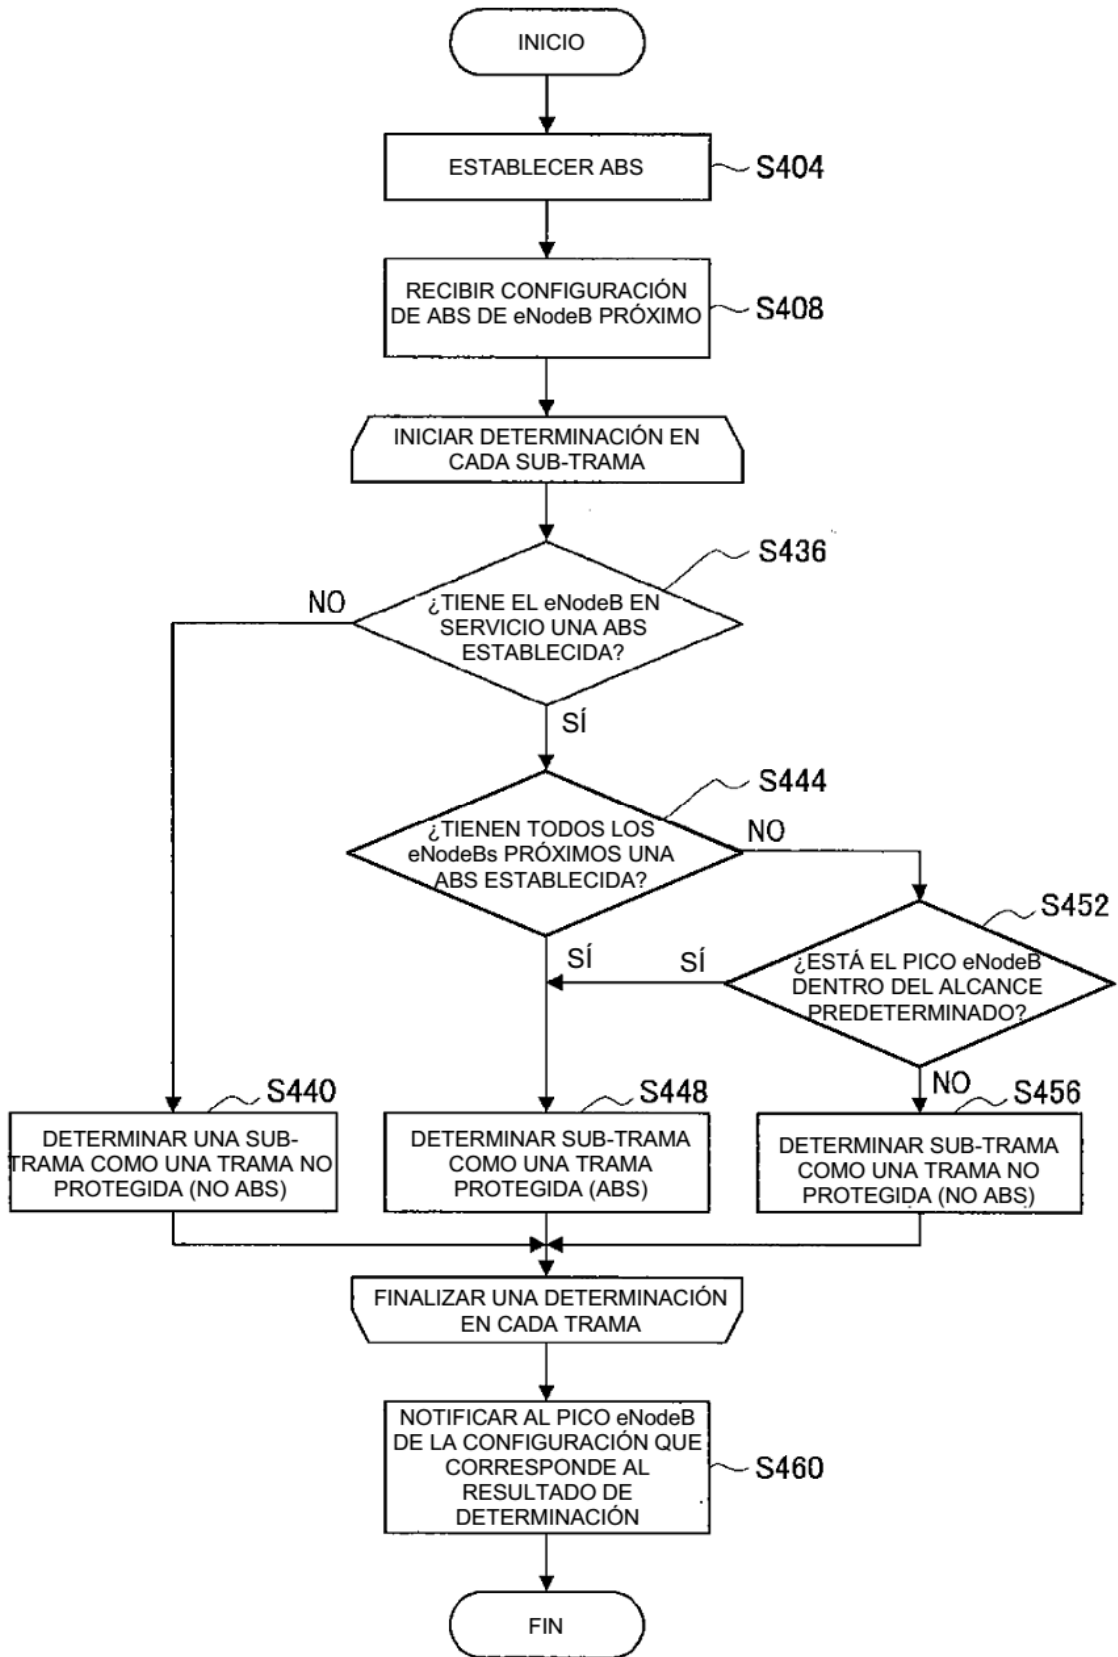 INICIO
ESTABLECER ABS
S404
RECIBIR CONFIGURACIÓN
DE ABS DE eNodeB PRÓXIMO
S408
INICIAR DETERMINACIÓN EN
CADA SUB-TRAMA
S436
¿TIENE EL eNodeB EN
SERVICIO UNA ABS
ESTABLECIDA?
NO
SÍ
S444
¿TIENEN TODOS LOS
eNodeBs PRÓXIMOS UNA
ABS ESTABLECIDA?
NO
S452
¿ESTÁ EL PICO eNodeB
DENTRO DEL ALCANCE
PREDETERMINADO?
SÍ
SÍ
NO
S440
DETERMINAR UNA SUB-
TRAMA COMO UNA TRAMA NO
PROTEGIDA (NO ABS)
S448
DETERMINAR SUB-TRAMA
COMO UNA TRAMA
PROTEGIDA (ABS)
S456
DETERMINAR SUB-TRAMA
COMO UNA TRAMA NO
PROTEGIDA (NO ABS)
FINALIZAR UNA DETERMINACIÓN
EN CADA TRAMA
NOTIFICAR AL PICO eNodeB
DE LA CONFIGURACIÓN QUE
CORRESPONDE AL
RESULTADO DE
DETERMINACIÓN
S460
FIN